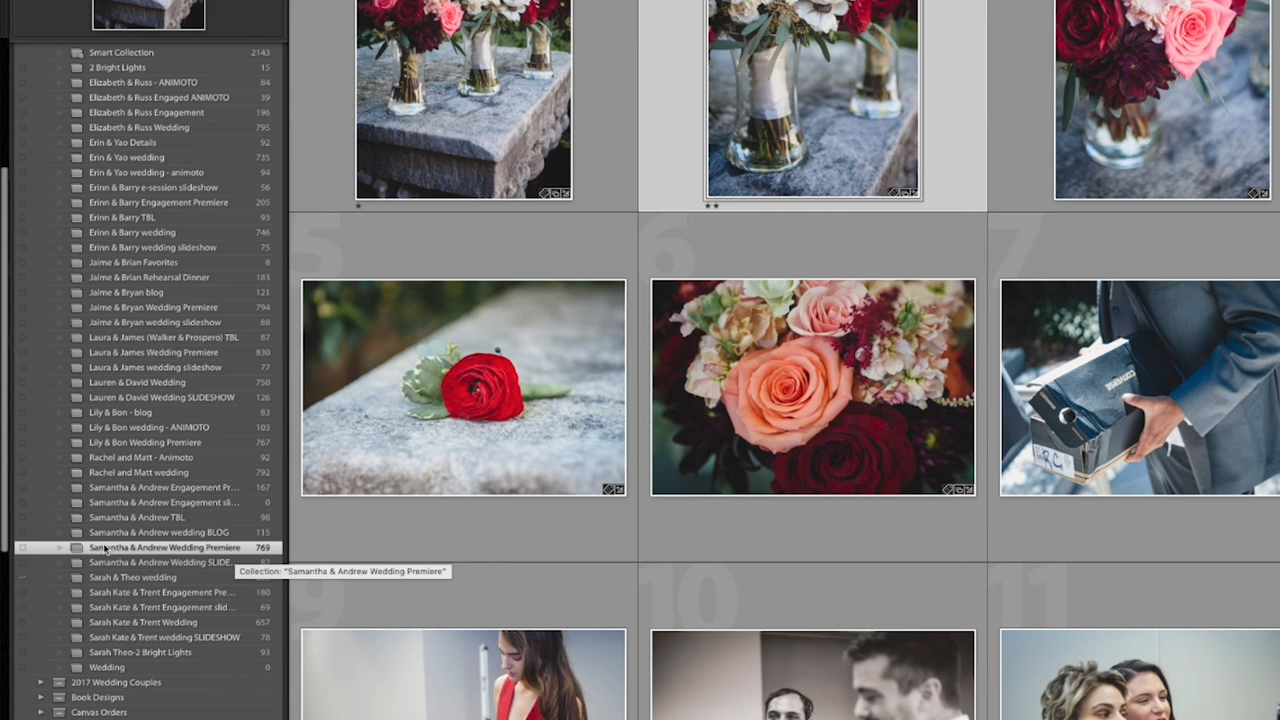 Smart Collection 2143
2 Bright Lights 15
Elizabeth & Russ - ANIMOTO 84
Elizabeth & Russ Engaged ANIMOTO 39
Elizabeth & Russ Engagement 196
Elizabeth & Russ Wedding 795
Erin & Yao Details 92
Erin & Yao wedding 735
Erin & Yao wedding - animoto 94
Erinn & Barry e-session slideshow 56
Erinn & Barry Engagement Premiere 205
Erinn & Barry TBL 93
Erinn & Barry wedding 746
Erinn & Barry wedding slideshow 75
Jaime & Brian Favorites 8
Jaime & Brian Rehearsal Dinner 183
Jaime & Bryan blog 121
Jaime & Bryan Wedding Premiere 794
Jaime & Bryan wedding slideshow 88
Laura & James (Walker & Prospero) TBL 87
Laura & James Wedding Premiere 830
Laura & James wedding slideshow 77
Lauren & David Wedding 750
Lauren & David Wedding SLIDESHOW 126
Lily & Bon - blog 83
Lily & Bon wedding - ANIMOTO 103
Lily & Bon Wedding Premiere 767
Rachel and Matt - Animoto 92
Rachel and Matt wedding 792
Samantha & Andrew Engagement Pr... 167
Samantha & Andrew Engagement sli... 0
Samantha & Andrew TBL 98
Samantha & Andrew wedding BLOG 115
Samantha & Andrew Wedding Premiere 769
Samantha & Andrew Wedding SLIDE...
Collection: "Samantha & Andrew Wedding Premiere"
Sarah & Theo wedding
Sarah Kate & Trent Engagement Pre... 180
Sarah Kate & Trent Engagement slid... 69
Sarah Kate & Trent Wedding 657
Sarah Kate & Trent wedding SLIDESHOW 78
Sarah Theo-2 Bright Lights 93
Wedding 0
2017 Wedding Couples
Book Designs
Canvas Orders
5
6
7
RC
9
10
11